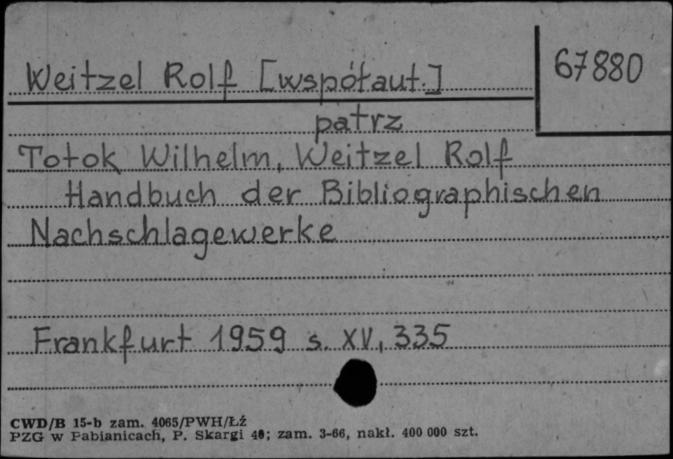 Weitzel Rolf [współaut.]
67880
patrz
Totok Wilhelm, Weitzel Rolf
Handbuch der Bibliographischen
Nachschlagewerke
Frankfurt 1959 s. XV, 335
CWD/B 15-b zam. 4065/PWH/Łź
PZG w Pabianicach, P. Skargi 40; zam. 3-66, nakł. 400 000 szt.